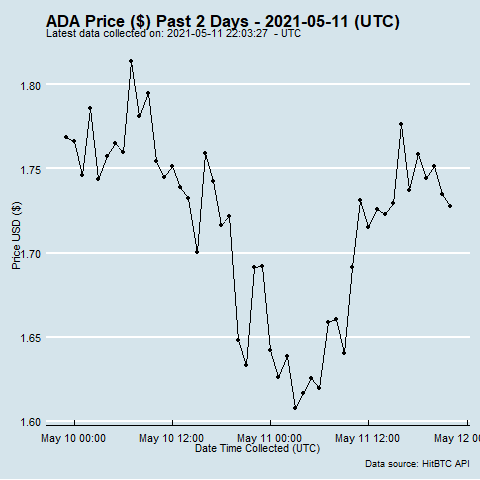 ADA Price ($) Past 2 Days - 2021-05-11 (UTC)
Latest data collected on: 2021-05-11 22:03:27 - UTC
1.80
1.75
1.70
1.65
1.60
Price USD ($)
May 10 00:00 May 10 12:00 May 11 00:00 May 11 12:00 May 12 00
Date Time Collected (UTC)
Data source: HitBTC API